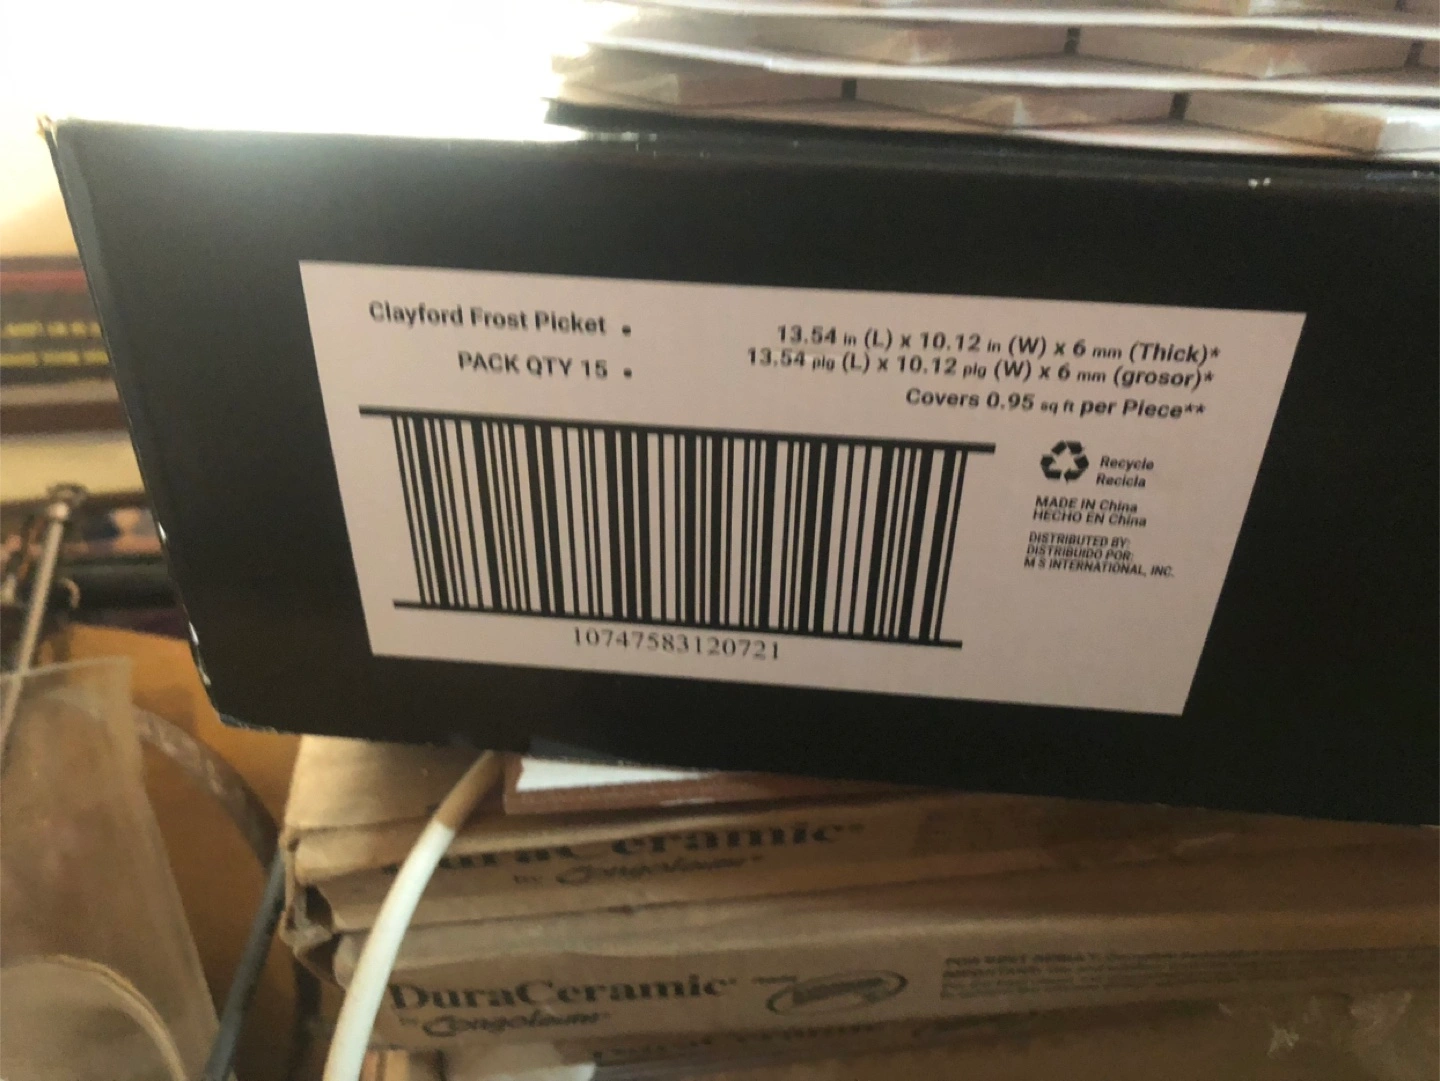 Clayford Frost Picket •
PACK QTY 15 •
13.54 in (L) x 10.12 in (W) x 6 mm (Thick)*
13.54 plg (L) x 10.12 plg (W) x 6 mm (grosor)*
Covers 0.95 sq ft per Piece**
Recycle
Recicla
MADE IN China
HECHO EN China
DISTRIBUTED BY:
DISTRIBUIDO POR:
M S INTERNATIONAL, INC.
10747583120721
DuraCeramic
by Congoleum
DuraCeramic
by Congoleum